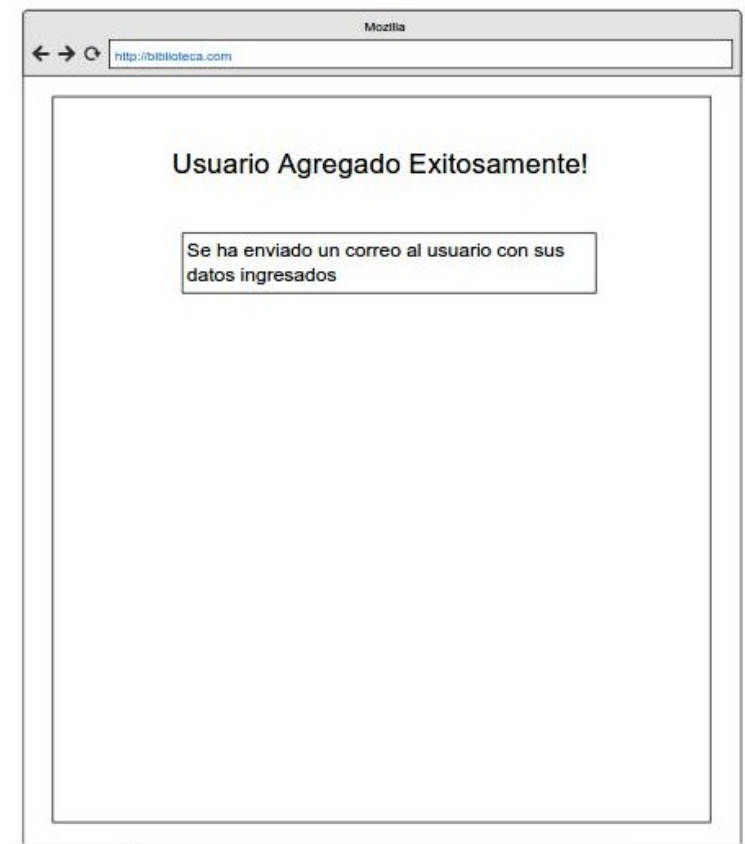 Mozilla
http://biblioteca.com
Usuario Agregado Exitosamente!
Se ha enviado un correo al usuario con sus
datos ingresados